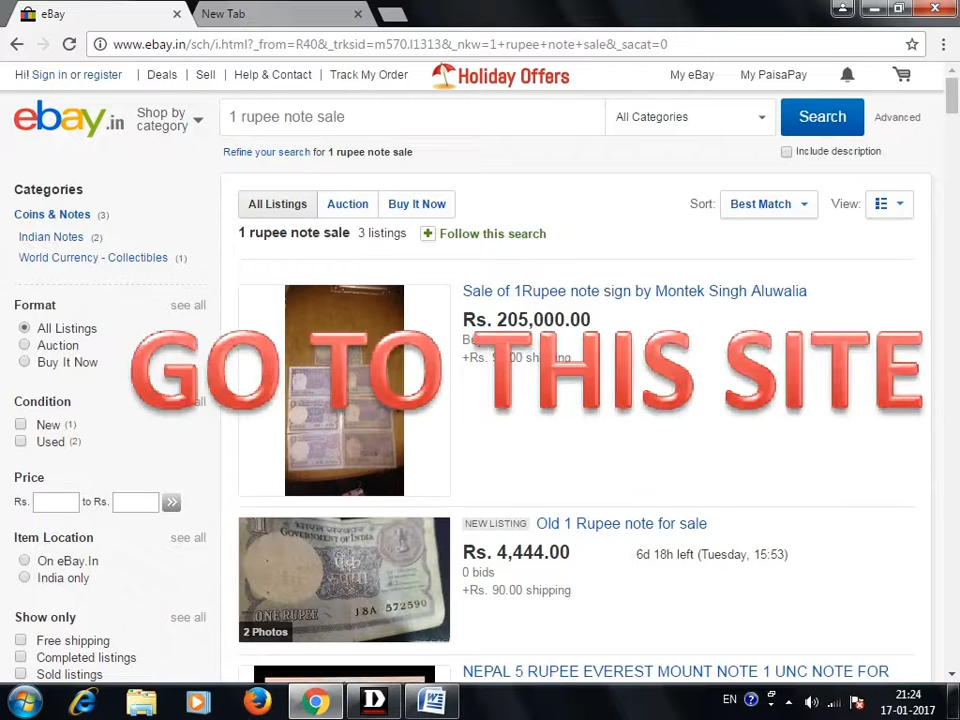 eBay
New Tab
www.ebay.in/sch/i.html?_from=R40&_trksid=m570.l1313&_nkw=1+rupee+note+sale&_sacat=0
Hi! Sign in or register
Deals
Sell
Help & Contact
Track My Order
Holiday Offers
My eBay
My PaisaPay
ebay.in
Shop by category
1 rupee note sale
All Categories
Search
Advanced
Refine your search for 1 rupee note sale
Include description
Categories
Coins & Notes (3)
Indian Notes (2)
World Currency - Collectibles (1)
Format
see all
All Listings
Auction
Buy It Now
Condition
see all
New (1)
Used (2)
Price
Rs.
to Rs.
Item Location
see all
On eBay.In
India only
Show only
see all
Free shipping
Completed listings
Sold listings
All Listings
Auction
Buy It Now
Sort:
Best Match
View:
1 rupee note sale
3 listings
Follow this search
Sale of 1Rupee note sign by Montek Singh Aluwalia
Rs. 205,000.00
shipping
GO TO THIS SITE
NEW LISTING
Old 1 Rupee note for sale
Rs. 4,444.00
6d 18h left (Tuesday, 15:53)
0 bids
+Rs. 90.00 shipping
GOVERNMENT OF INDIA
एक
ONE RUPEE
18A 572590
2 Photos
NEPAL 5 RUPEE EVEREST MOUNT NOTE 1 UNC NOTE FOR
EN
21:24
17-01-2017